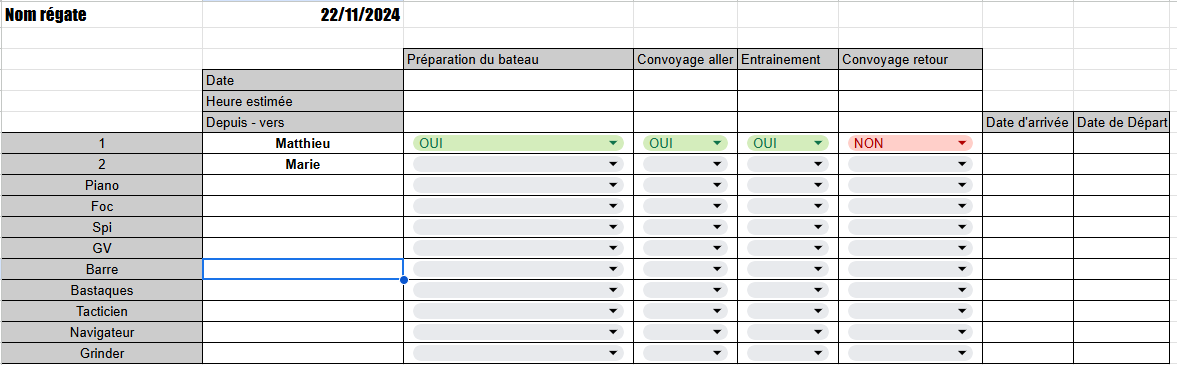 Nom régate 22/11/2024
Préparation du bateau Convoyage aller Entrainement Convoyage retour
Date
Heure estimée
Depuis - vers Date d'arrivée Date de Départ
1 Matthieu OUI OUI OUI NON
2 Marie
Piano
Foc
Spi
GV
Barre
Bastaques
Tacticien
Navigateur
Grinder